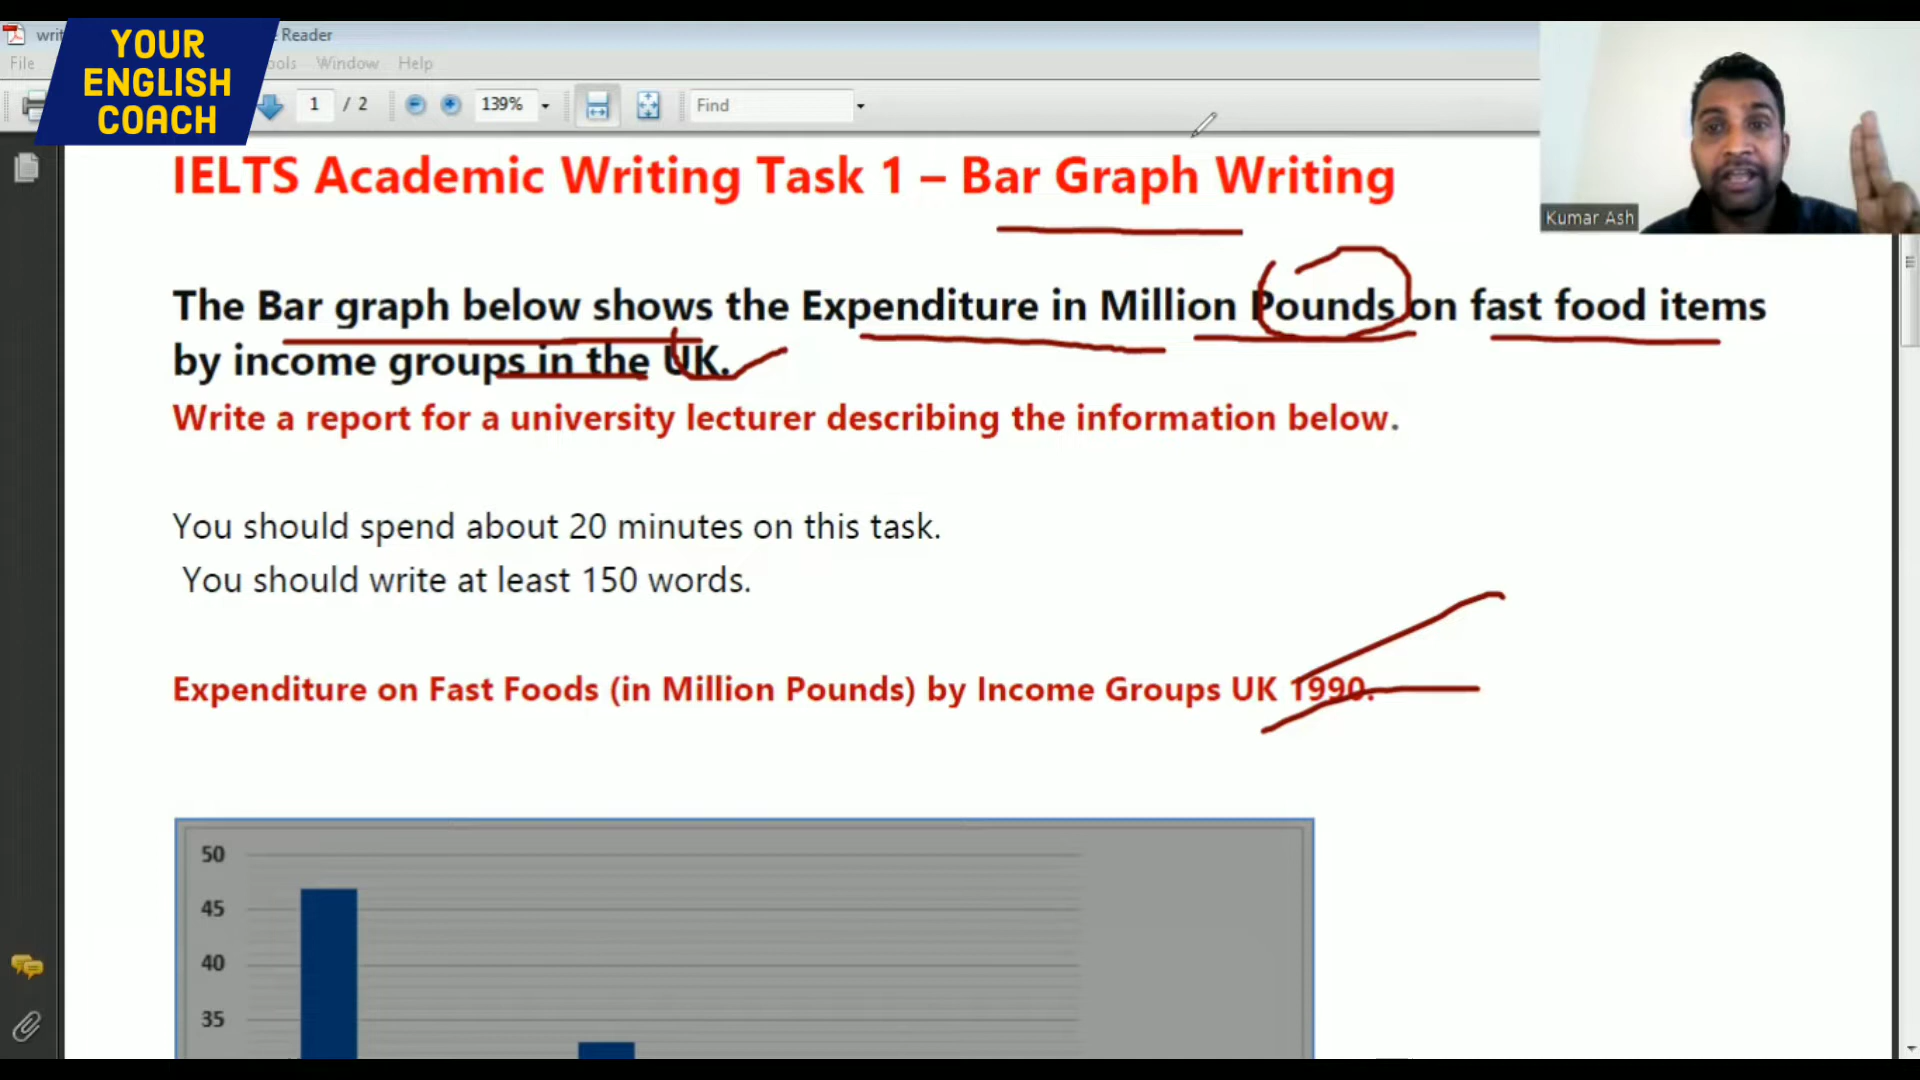 YOUR
ENGLISH
COACH
Reader
File
Window Help
1 / 2
139%
Find
Kumar Ash
IELTS Academic Writing Task 1 – Bar Graph Writing
The Bar graph below shows the Expenditure in Million Pounds on fast food items
by income groups in the UK.
Write a report for a university lecturer describing the information below.
You should spend about 20 minutes on this task.
You should write at least 150 words.
Expenditure on Fast Foods (in Million Pounds) by Income Groups UK 1990.
50
45
40
35